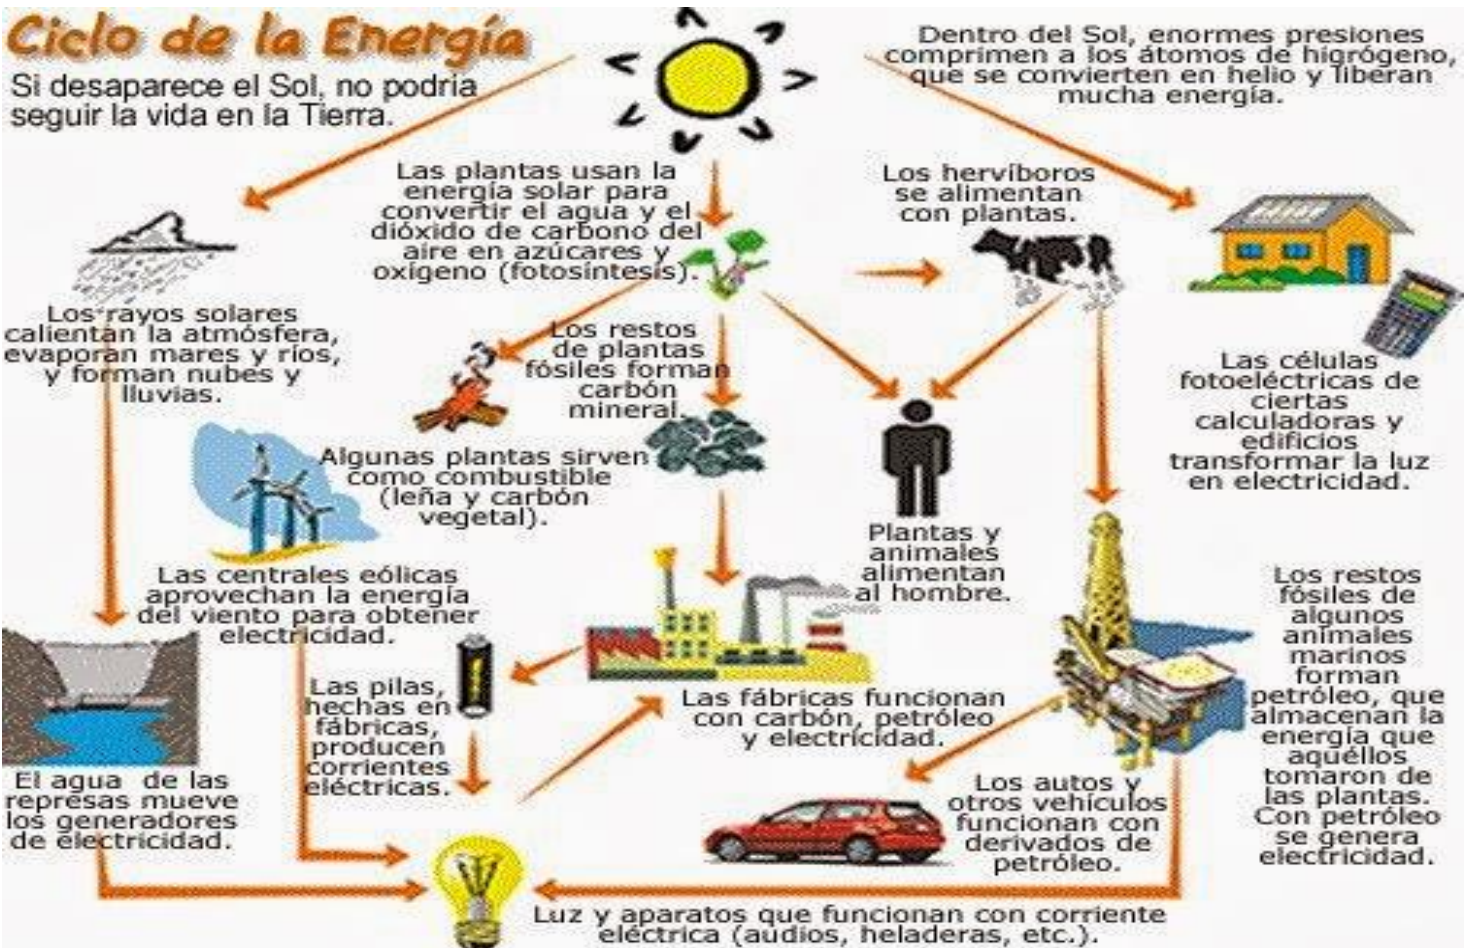 Ciclo de la Energía
Si desaparece el Sol, no podría
seguir la vida en la Tierra.
Dentro del Sol, enormes presiones
comprimen a los átomos de higrógeno,
que se convierten en helio y liberan
mucha energía.
Las plantas usan la
energía solar para
convertir el agua y el
dióxido de carbono del
aire en azúcares y
oxígeno (fotosíntesis).
Los hervíboros
se alimentan
con plantas.
Los rayos solares
calientan la atmósfera,
evaporan mares y ríos,
y forman nubes y
lluvias.
Los restos
de plantas
fósiles forman
carbón
mineral.
Las células
fotoeléctricas de
ciertas
calculadoras y
edificios
transformar la luz
en electricidad.
Algunas plantas sirven
como combustible
(leña y carbón
vegetal).
Plantas y
animales
alimentan
al hombre.
Las centrales eólicas
aprovechan la energía
del viento para obtener
electricidad.
Los restos
fósiles de
algunos
animales
marinos
forman
petróleo, que
almacenan la
energía que
aquéllos
tomaron de
las plantas.
Con petróleo
se genera
electricidad.
Las pilas,
hechas en
fábricas,
producen
corrientes
eléctricas.
Las fábricas funcionan
con carbón, petróleo
y electricidad.
El agua de las
represas mueve
los generadores
de electricidad.
Los autos y
otros vehículos
funcionan con
derivados de
petróleo.
Luz y aparatos que funcionan con corriente
eléctrica (audios, heladeras, etc.).